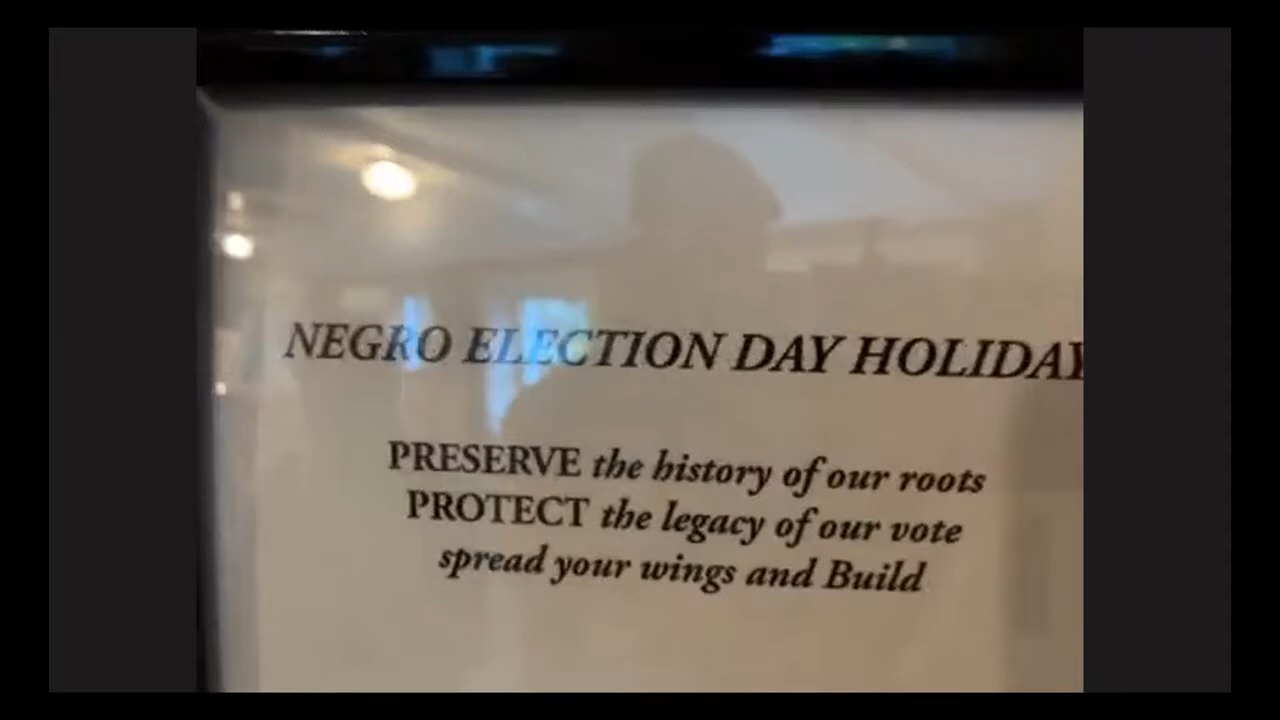 NEGRO ELECTION DAY HOLIDAY
PRESERVE the history of our roots
PROTECT the legacy of our vote
spread your wings and Build